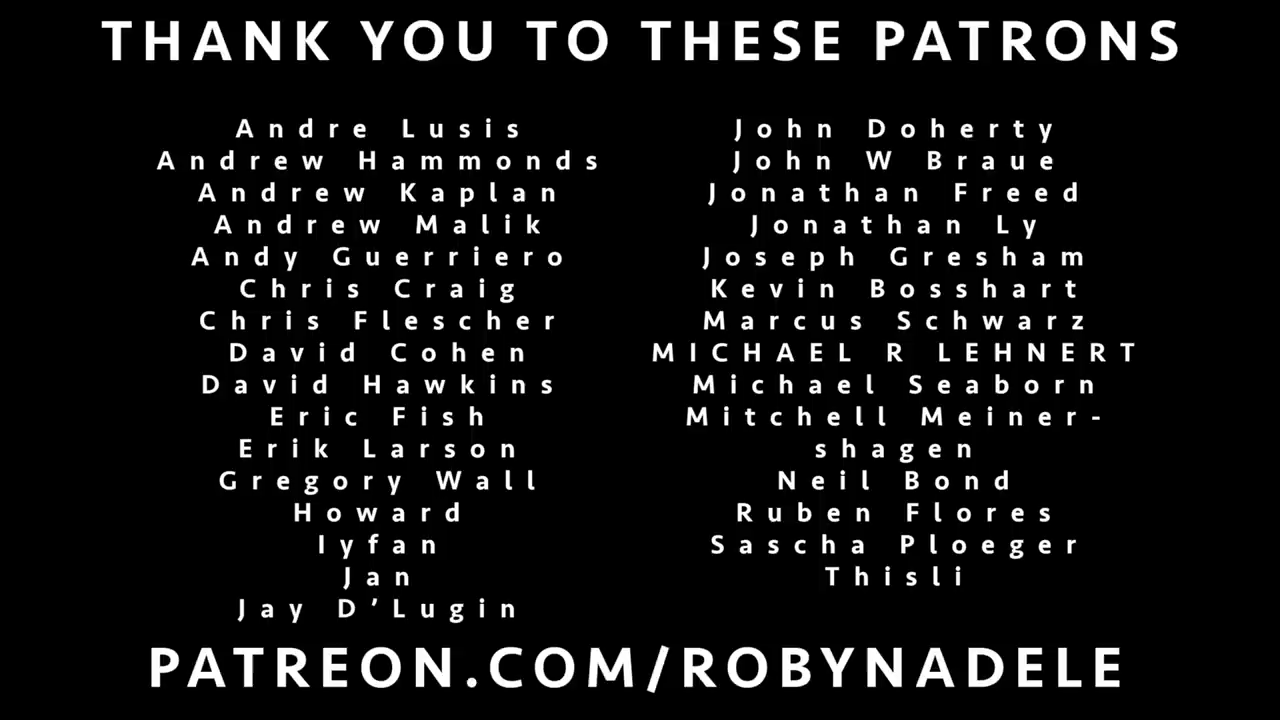 THANK YOU TO THESE PATRONS
Andre Lusis
Andrew Hammonds
Andrew Kaplan
Andrew Malik
Andy Guerriero
Chris Craig
Chris Flescher
David Cohen
David Hawkins
Eric Fish
Erik Larson
Gregory Wall
Howard
Iyfan
Jan
Jay D’Lugin
John Doherty
John W Braue
Jonathan Freed
Jonathan Ly
Joseph Gresham
Kevin Bosshart
Marcus Schwarz
MICHAEL R LEHNERT
Michael Seaborn
Mitchell Meiner-
shagen
Neil Bond
Ruben Flores
Sascha Ploeger
Thisli
PATREON.COM/ROBYNADELE